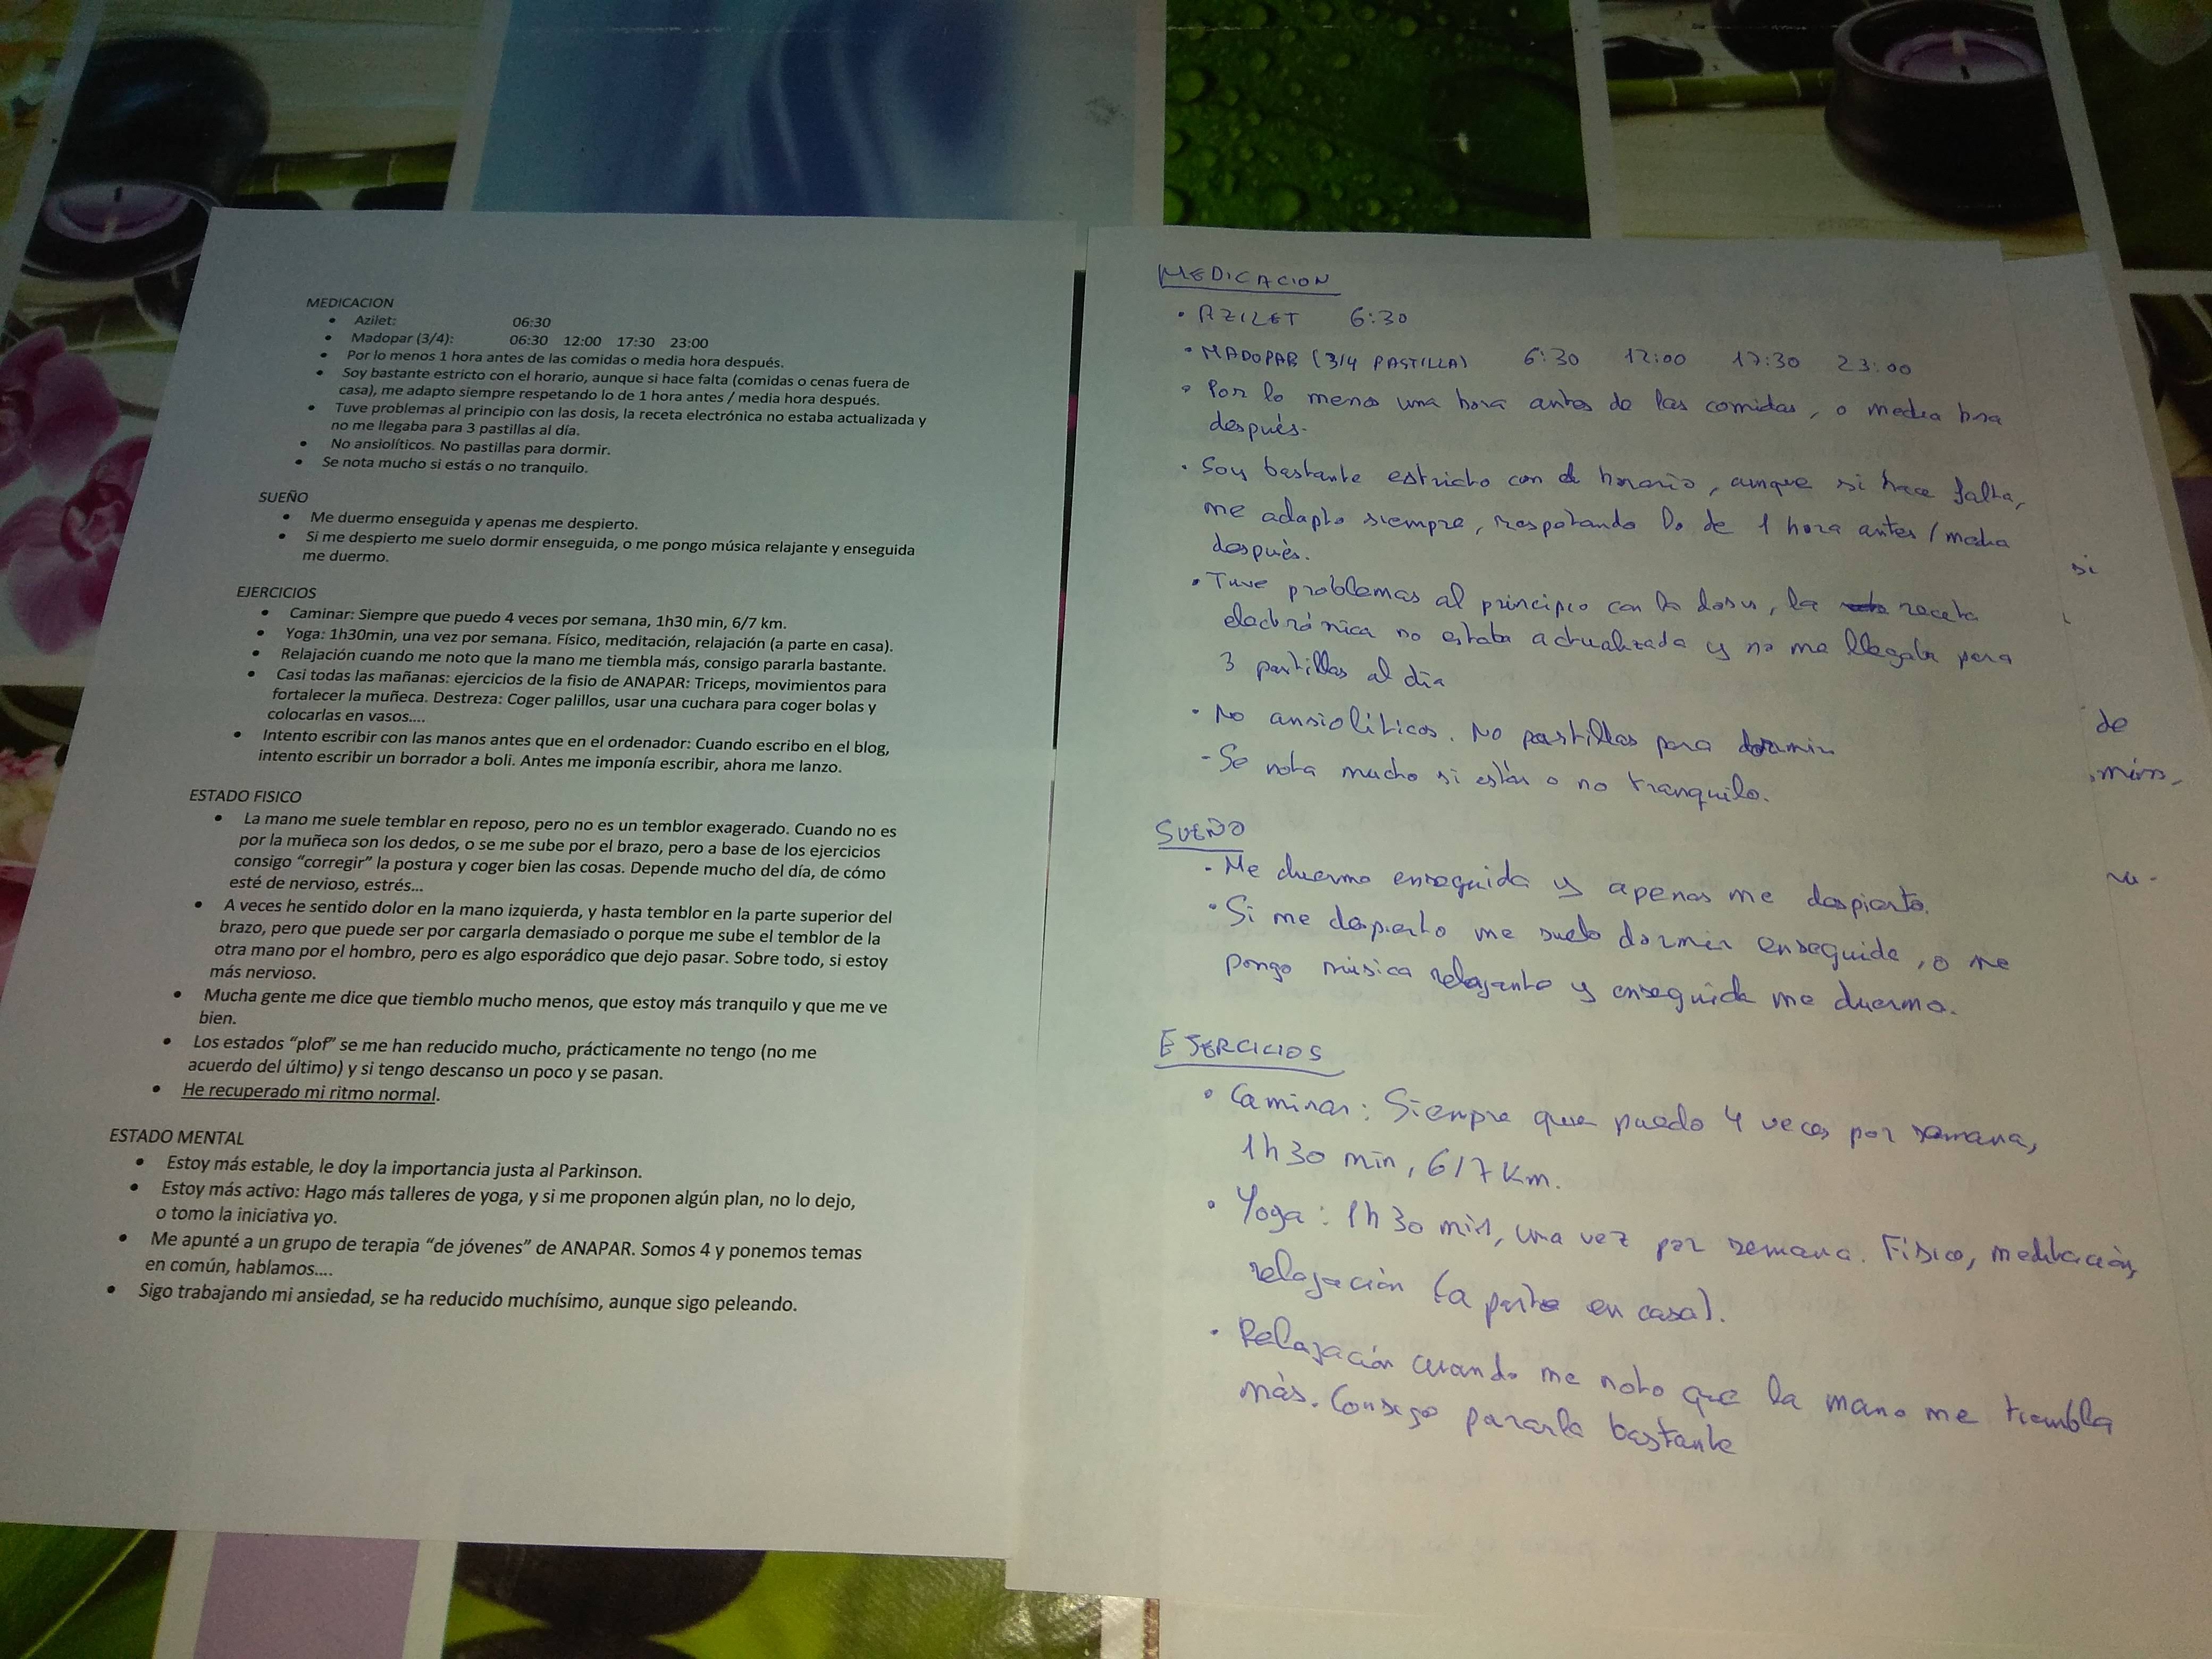 MEDICACION
• Azilet: 06:30
• Madopar (3/4): 06:30 12:00 17:30 23:00
• Por lo menos 1 hora antes de las comidas o media hora después.
• Soy bastante estricto con el horario, aunque si hace falta (comidas o cenas fuera de
casa), me adapto siempre respetando lo de 1 hora antes / media hora después.
• Tuve problemas al principio con las dosis, la receta electrónica no estaba actualizada y
no me llegaba para 3 pastillas al día.
• No ansiolíticos. No pastillas para dormir.
• Se nota mucho si estás o no tranquilo.
SUEÑO
• Me duermo enseguida y apenas me despierto.
• Si me despierto me suelo dormir enseguida, o me pongo música relajante y enseguida
me duermo.
EJERCICIOS
• Caminar: Siempre que puedo 4 veces por semana, 1h30 min, 6/7 km.
• Yoga: 1h30min, una vez por semana. Físico, meditación, relajación (a parte en casa).
• Relajación cuando me noto que la mano me tiembla más, consigo pararla bastante.
• Casi todas las mañanas: ejercicios de la fisio de ANAPAR: Triceps, movimientos para
fortalecer la muñeca. Destreza: Coger palillos, usar una cuchara para coger bolas y
colocarlas en vasos....
• Intento escribir con las manos antes que en el ordenador: Cuando escribo en el blog,
intento escribir un borrador a boli. Antes me imponía escribir, ahora me lanzo.
ESTADO FISICO
• La mano me suele temblar en reposo, pero no es un temblor exagerado. Cuando no es
por la muñeca son los dedos, o se me sube por el brazo, pero a base de los ejercicios
consigo "corregir" la postura y coger bien las cosas. Depende mucho del día, de cómo
esté de nervioso, estrés...
• A veces he sentido dolor en la mano izquierda, y hasta temblor en la parte superior del
brazo, pero que puede ser por cargarla demasiado o porque me sube el temblor de la
otra mano por el hombro, pero es algo esporádico que dejo pasar. Sobre todo, si estoy
más nervioso.
• Mucha gente me dice que tiemblo mucho menos, que estoy más tranquilo y que me ve
bien.
• Los estados "plof" se me han reducido mucho, prácticamente no tengo (no me
acuerdo del último) y si tengo descanso un poco y se pasan.
• He recuperado mi ritmo normal.
ESTADO MENTAL
• Estoy más estable, le doy la importancia justa al Parkinson.
• Estoy más activo: Hago más talleres de yoga, y si me proponen algún plan, no lo dejo,
o tomo la iniciativa yo.
• Me apunté a un grupo de terapia "de jóvenes" de ANAPAR. Somos 4 y ponemos temas
en común, hablamos....
• Sigo trabajando mi ansiedad, se ha reducido muchísimo, aunque sigo peleando.
MEDICACION
• AZILET 6:30
• MADOPAR (3/4 PASTILLA) 6:30 12:00 17:30 23:00
• Por lo menos una hora antes de las comidas, o media hora
después.
• Soy bastante estricto con el horario, aunque si hace falta,
me adapto siempre, respetando lo de 1 hora antes / media
después.
• Tuve problemas al principio con la dosis, la receta
electrónica no estaba actualizada y no me llegaba para
3 pastillas al día
• No ansiolíticos. No pastillas para dormir
- Se nota mucho si estás o no tranquilo.
SUEÑO
• Me duermo enseguida y apenas me despierto.
• Si me despierto me suelo dormir enseguida, o me
pongo música relajante y enseguida me duermo.
EJERCICIOS
• Caminar: Siempre que puedo 4 veces por semana,
1h30 min, 6/7 Km.
• Yoga: 1h30 min, una vez por semana. Físico, meditación,
relajación (a parte en casa).
• Relajación cuando me noto que la mano me tiembla
más. Consigo pararla bastante
si
de